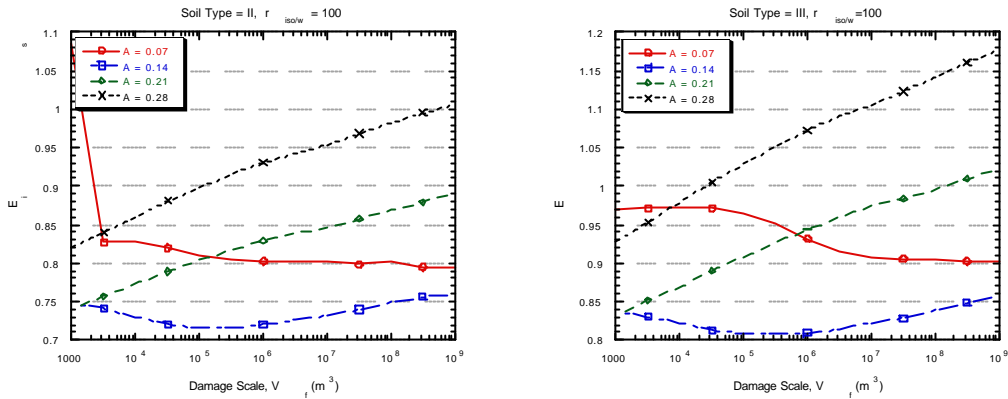 Soil Type = II, r iso/w = 100
1.1
1.05
1
0.95
0.9
0.85
0.8
0.75
0.7
E i s
A = 0.07
A = 0.14
A = 0.21
A = 0.28
1000 10 4 10 5 10 6 10 7 10 8 10 9
Damage Scale, V f (m 3 )
Soil Type = III, r iso/w =100
1.2
1.15
1.1
1.05
1
0.95
0.9
0.85
0.8
E
A = 0.07
A = 0.14
A = 0.21
A = 0.28
1000 10 4 10 5 10 6 10 7 10 8 10 9
Damage Scale, V f (m 3 )